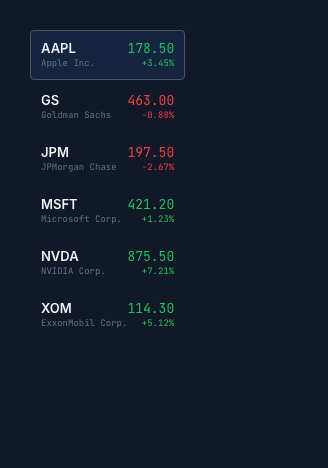 AAPL 178.50
Apple Inc. +3.45%
GS 463.00
Goldman Sachs -0.88%
JPM 197.50
JPMorgan Chase -2.67%
MSFT 421.20
Microsoft Corp. +1.23%
NVDA 875.50
NVIDIA Corp. +7.21%
XOM 114.30
ExxonMobil Corp. +5.12%